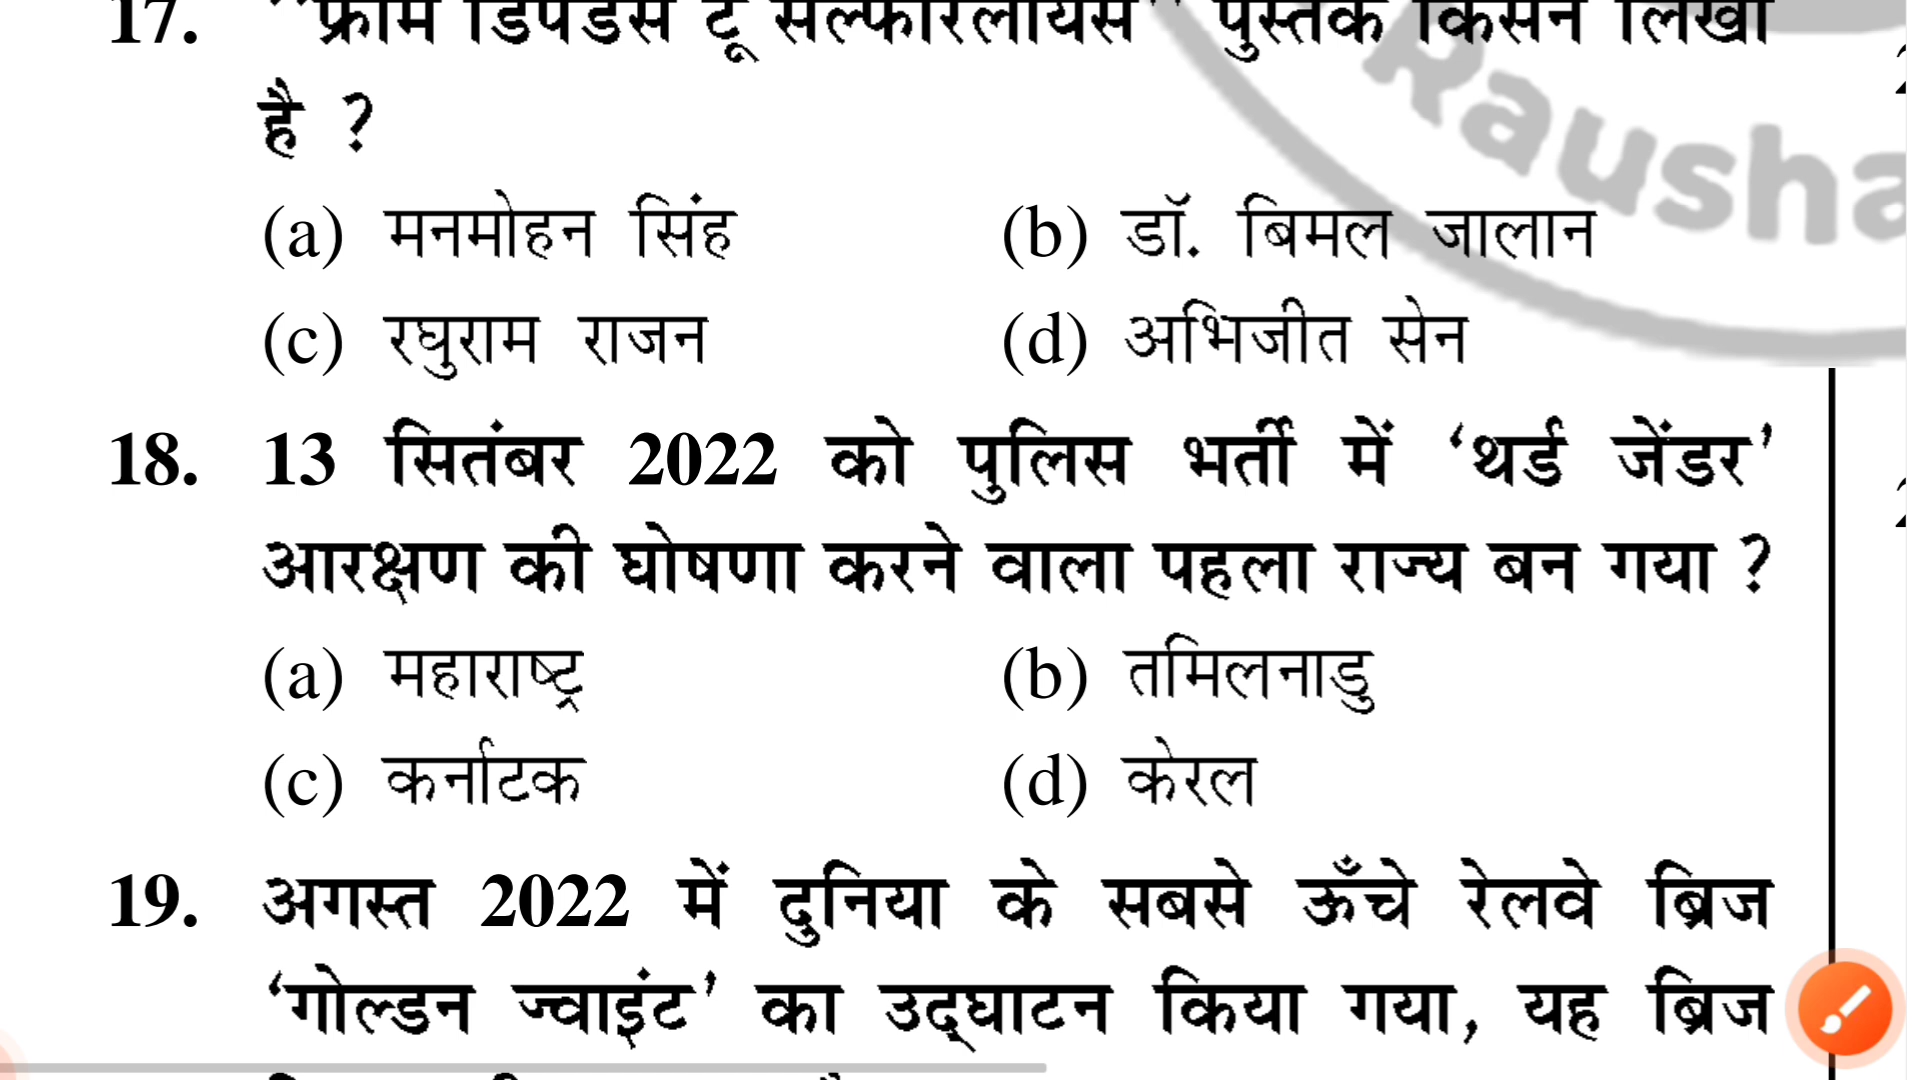 17. “फ्रॉम डिपेंडेंस टू सेल्फरिलायंस” पुस्तक किसने लिखी
है ?
(a) मनमोहन सिंह (b) डॉ. बिमल जालान
(c) रघुराम राजन (d) अभिजीत सेन
18. 13 सितंबर 2022 को पुलिस भर्ती में ‘थर्ड जेंडर’
आरक्षण की घोषणा करने वाला पहला राज्य बन गया ?
(a) महाराष्ट्र (b) तमिलनाडु
(c) कर्नाटक (d) केरल
19. अगस्त 2022 में दुनिया के सबसे ऊँचे रेलवे ब्रिज
‘गोल्डन ज्वाइंट’ का उद्घाटन किया गया, यह ब्रिज
Rausha